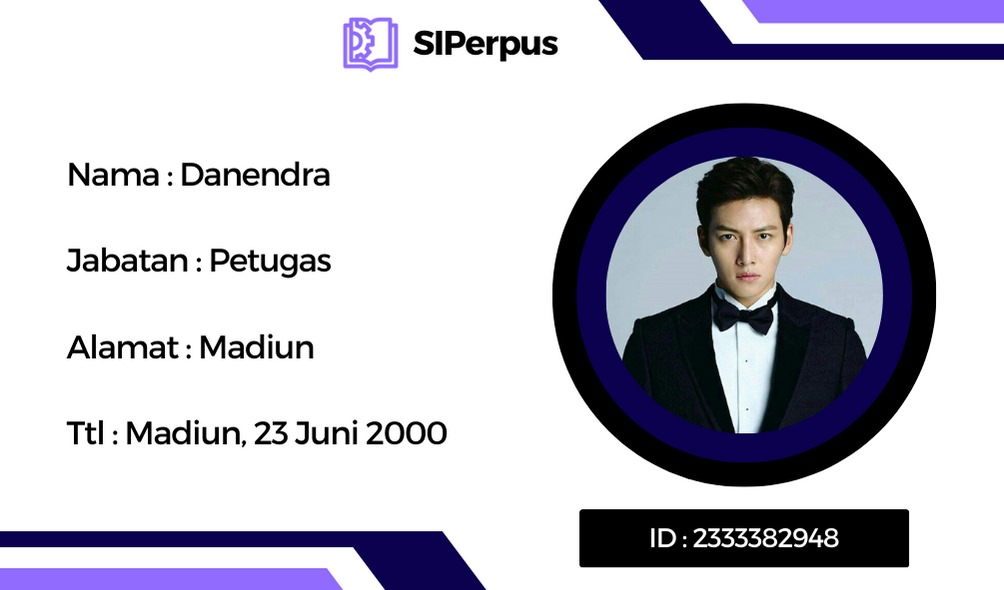 SIPerpus
Nama : Danendra
Jabatan : Petugas
Alamat : Madiun
Ttl : Madiun, 23 Juni 2000
ID : 2333382948